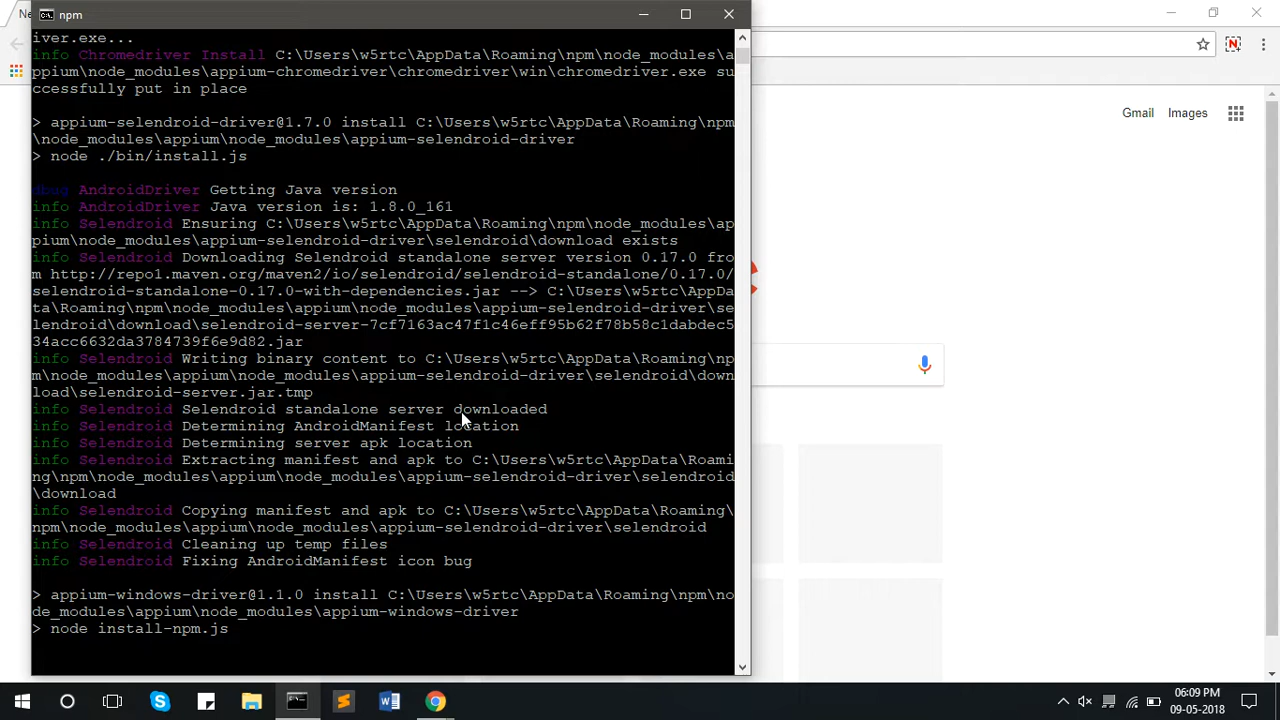 Ne
npm
iver.exe...
info Chromedriver Install C:\Users\w5rtc\AppData\Roaming\npm\node_modules\a
ppium\node_modules\appium-chromedriver\chromedriver\win\chromedriver.exe su
ccessfully put in place
> appium-selendroid-driver@1.7.0 install C:\Users\w5rtc\AppData\Roaming\npm
\node_modules\appium\node_modules\appium-selendroid-driver
> node ./bin/install.js
dbug AndroidDriver Getting Java version
info AndroidDriver Java version is: 1.8.0_161
info Selendroid Ensuring C:\Users\w5rtc\AppData\Roaming\npm\node_modules\ap
pium\node_modules\appium-selendroid-driver\selendroid\download exists
info Selendroid Downloading Selendroid standalone server version 0.17.0 fro
m http://repo1.maven.org/maven2/io/selendroid/selendroid-standalone/0.17.0/
selendroid-standalone-0.17.0-with-dependencies.jar --> C:\Users\w5rtc\AppDa
ta\Roaming\npm\node_modules\appium\node_modules\appium-selendroid-driver\se
lendroid\download\selendroid-server-7cf7163ac47f1c46eff95b62f78b58c1dabdec5
34acc6632da3784739f6e9d82.jar
info Selendroid Writing binary content to C:\Users\w5rtc\AppData\Roaming\np
m\node_modules\appium\node_modules\appium-selendroid-driver\selendroid\down
load\selendroid-server.jar.tmp
info Selendroid Selendroid standalone server downloaded
info Selendroid Determining AndroidManifest location
info Selendroid Determining server apk location
info Selendroid Extracting manifest and apk to C:\Users\w5rtc\AppData\Roami
ng\npm\node_modules\appium\node_modules\appium-selendroid-driver\selendroid
\download
info Selendroid Copying manifest and apk to C:\Users\w5rtc\AppData\Roaming\
npm\node_modules\appium\node_modules\appium-selendroid-driver\selendroid
info Selendroid Cleaning up temp files
info Selendroid Fixing AndroidManifest icon bug
> appium-windows-driver@1.1.0 install C:\Users\w5rtc\AppData\Roaming\npm\no
de_modules\appium\node_modules\appium-windows-driver
> node install-npm.js
Gmail Images
06:09 PM
09-05-2018